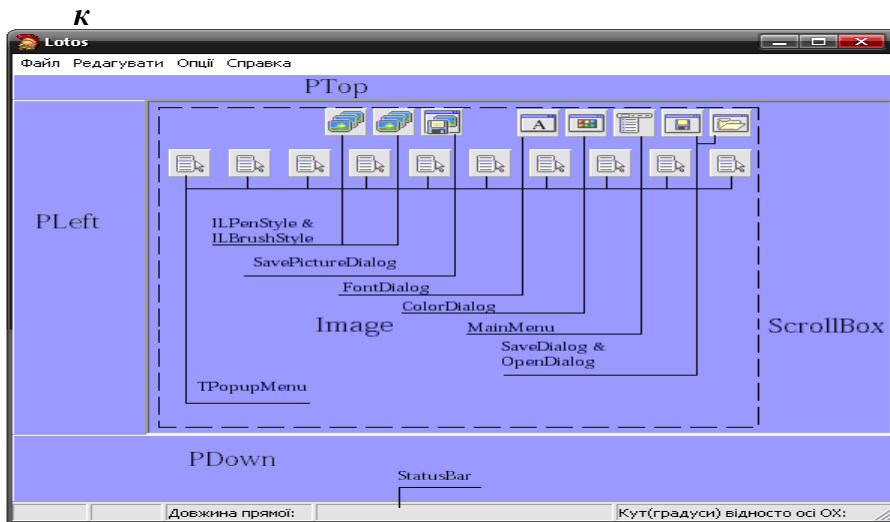 к
Lotos
Файл Редагувати Опції Справка
PTop
PLeft
ILPenStyle &
ILBrushStyle
SavePictureDialog
FontDialog
ColorDialog
Image
MainMenu
ScrollBox
SaveDialog &
OpenDialog
TPopupMenu
PDown
StatusBar
Довжина прямої: Кут(градуси) відносто осі OX: